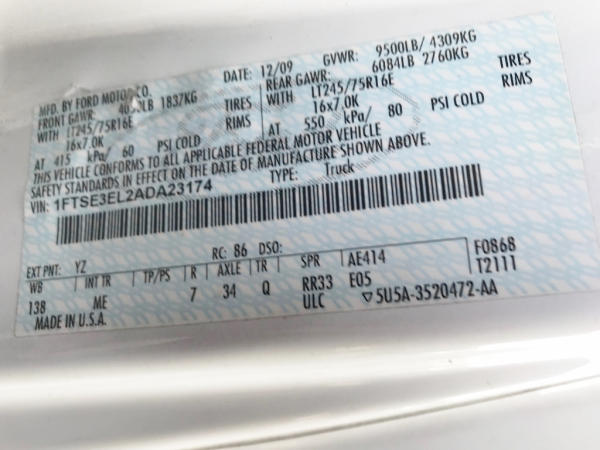 MFD. BY FORD MOTOR CO.
DATE: 12/09 GVWR: 9500LB/ 4309KG
FRONT GAWR: LB 1837KG
REAR GAWR: 6084LB 2760KG
WITH LT245/75R16E TIRES
WITH LT245/75R16E TIRES
16x7.0K RIMS
16x7.0K RIMS
AT 415 kPa/ 60 PSI COLD
AT 550 kPa/ 80 PSI COLD
THIS VEHICLE CONFORMS TO ALL APPLICABLE FEDERAL MOTOR VEHICLE
SAFETY STANDARDS IN EFFECT ON THE DATE OF MANUFACTURE SHOWN ABOVE.
VIN: 1FTSE3EL2ADA23174
TYPE: Truck
EXT PNT: YZ RC: 86 DSO:
WB INT TR TP/PS R AXLE TR SPR AE414 F0868
138 ME 7 34 Q RR33 E05 T2111
ULC ▽5U5A-3520472-AA
MADE IN U.S.A.